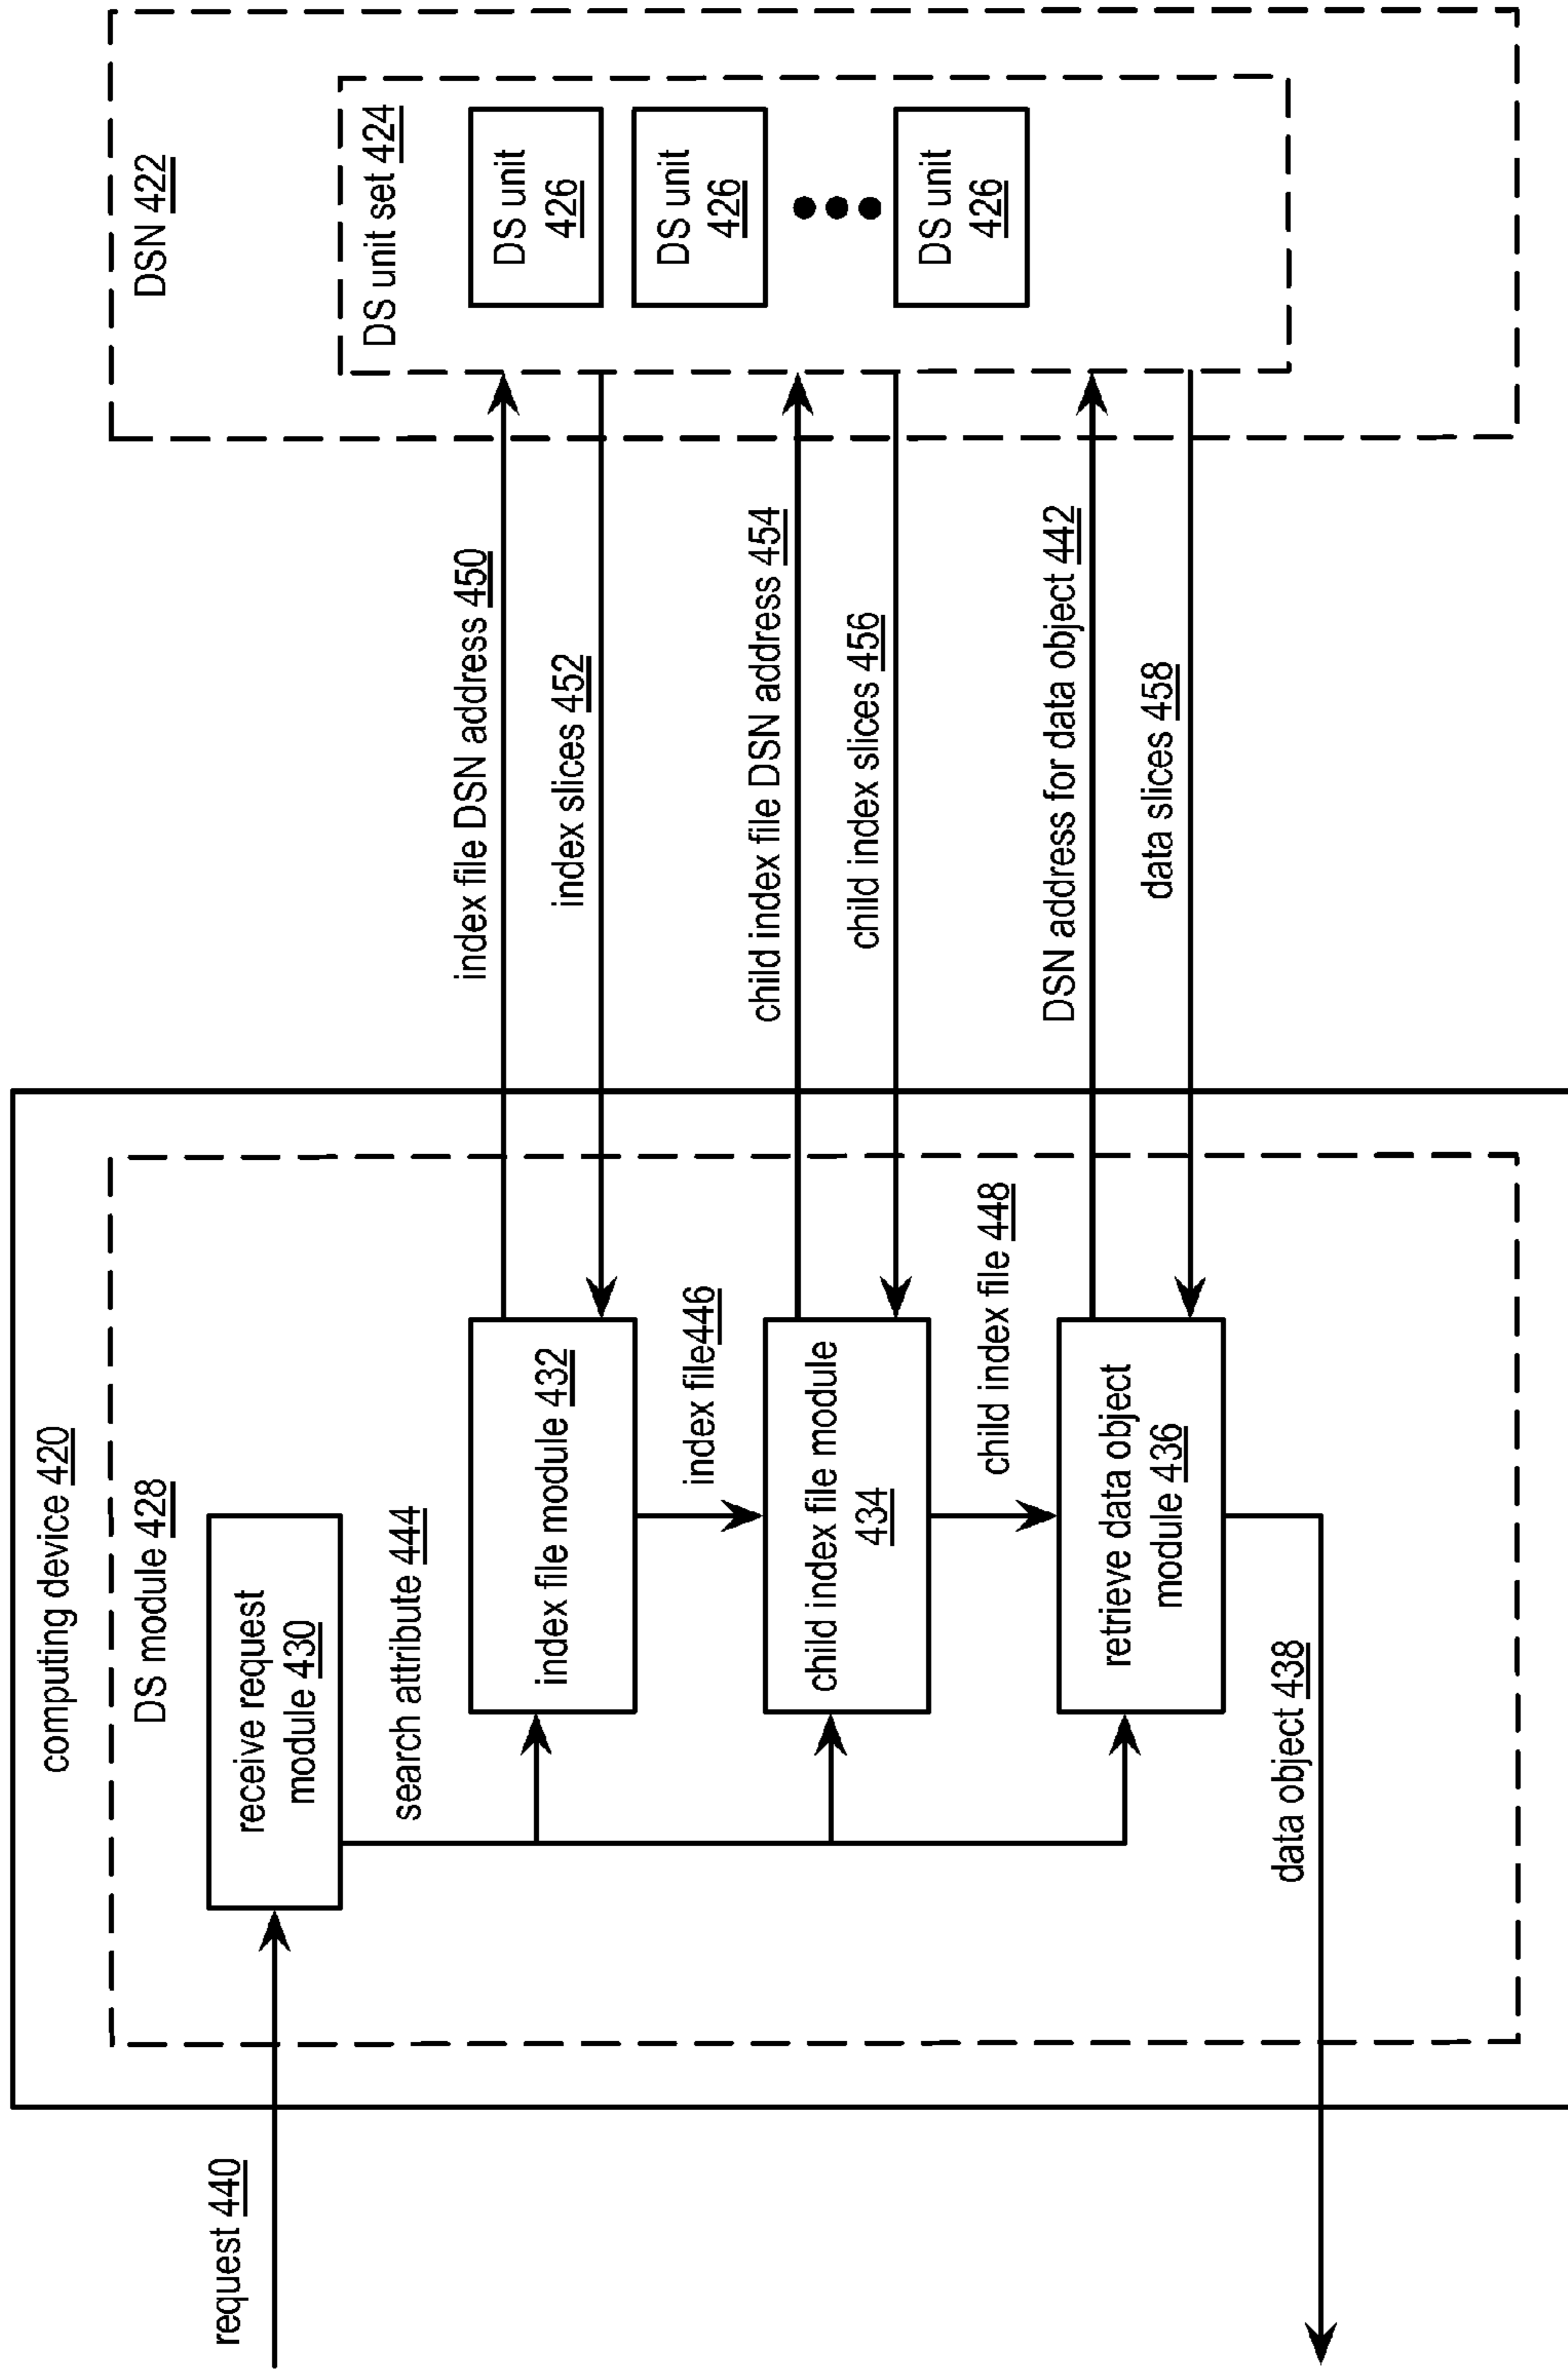 request 440
computing device 420
DS module 428
receive request
module 430
search attribute 444
index file module 432
index file446
child index file module
434
child index file 448
retrieve data object
module 436
data object 438
index file DSN address 450
index slices 452
child index file DSN address 454
child index slices 456
DSN address for data object 442
data slices 458
DSN 422
DS unit set 424
DS unit
426
DS unit
426
DS unit
426